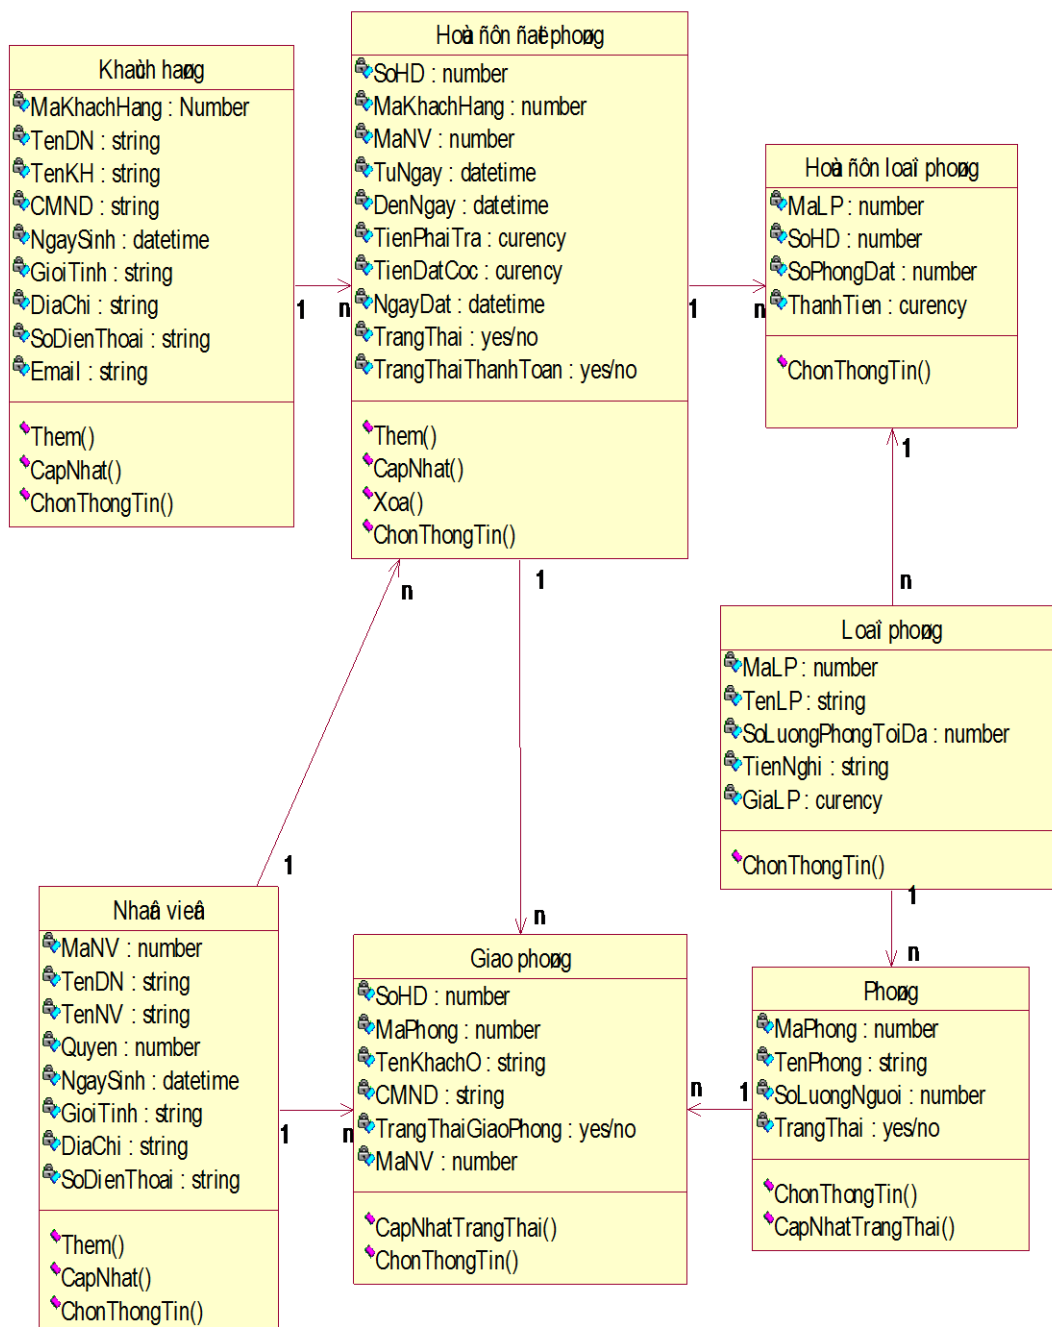 Khaùch haøng
MaKhachHang : Number
TenDN : string
TenKH : string
CMND : string
NgaySinh : datetime
GioiTinh : string
DiaChi : string
SoDienThoai : string
Email : string
Them()
CapNhat()
ChonThongTin()
1
n
Hoaù ñôn ñaët phoøng
SoHD : number
MaKhachHang : number
MaNV : number
TuNgay : datetime
DenNgay : datetime
TienPhaiTra : curency
TienDatCoc : curency
NgayDat : datetime
TrangThai : yes/no
TrangThaiThanhToan : yes/no
Them()
CapNhat()
Xoa()
ChonThongTin()
1
n
Hoaù ñôn loaïi phoøng
MaLP : number
SoHD : number
SoPhongDat : number
ThanhTien : curency
ChonThongTin()
1
n
n
1
Loaïi phoøng
MaLP : number
TenLP : string
SoLuongPhongToiDa : number
TienNghi : string
GiaLP : curency
ChonThongTin()
1
n
1
n
Nhaân vieân
MaNV : number
TenDN : string
TenNV : string
Quyen : number
NgaySinh : datetime
GioiTinh : string
DiaChi : string
SoDienThoai : string
Them()
CapNhat()
ChonThongTin()
1
n
Giao phoøng
SoHD : number
MaPhong : number
TenKhachO : string
CMND : string
TrangThaiGiaoPhong : yes/no
MaNV : number
CapNhatTrangThai()
ChonThongTin()
n
1
Phoøng
MaPhong : number
TenPhong : string
SoLuongNguoi : number
TrangThai : yes/no
ChonThongTin()
CapNhatTrangThai()